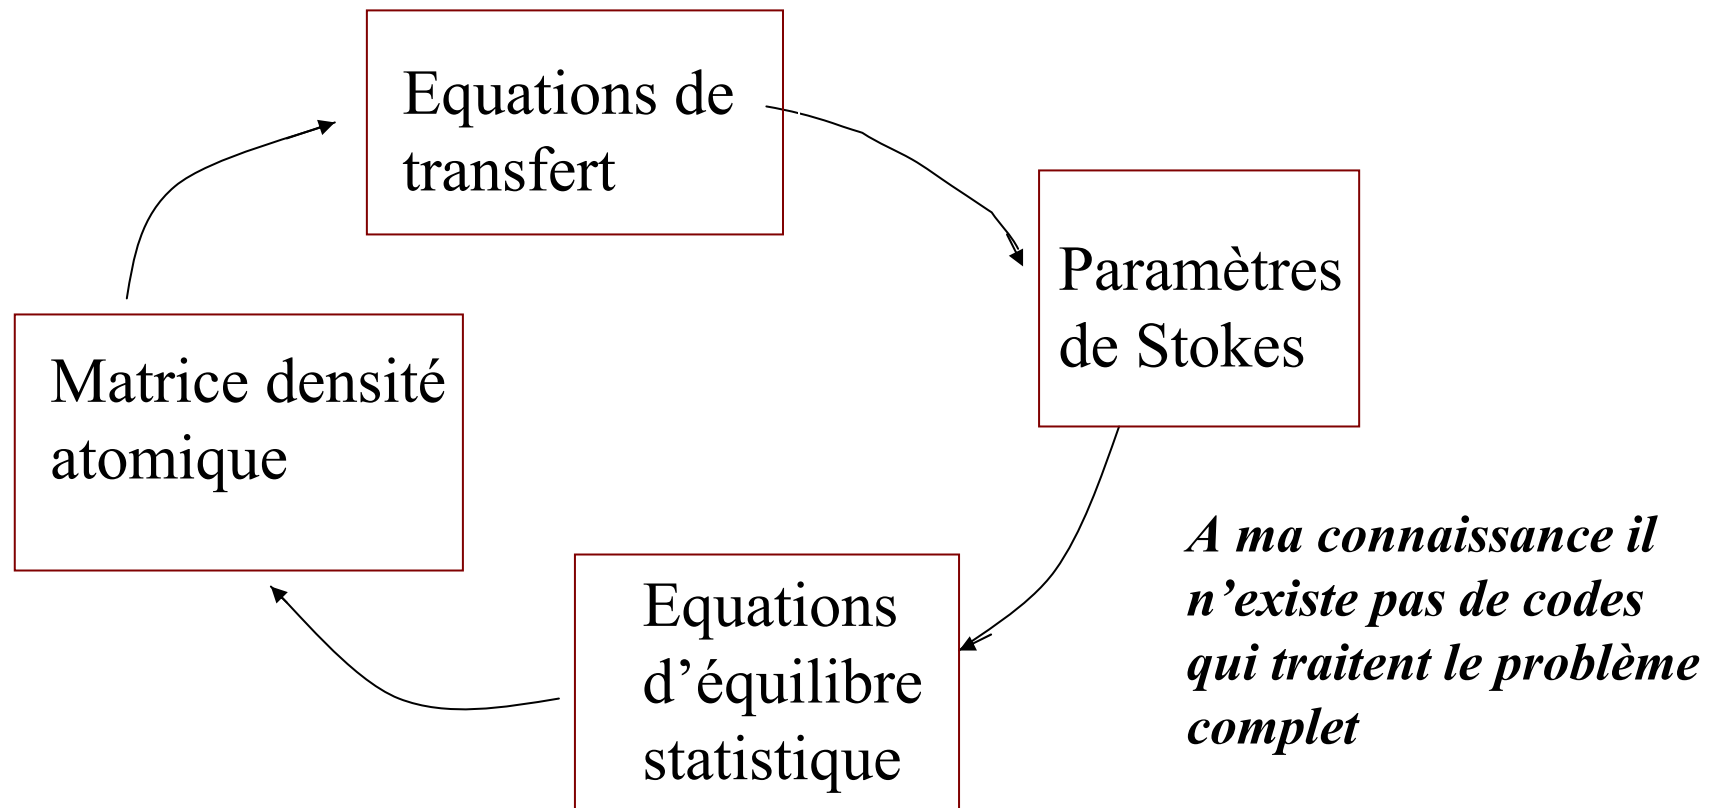 Equations de
transfert
Paramètres
de Stokes
Matrice densité
atomique
A ma connaissance il
n’existe pas de codes
qui traitent le problème
complet
Equations
d’équilibre
statistique